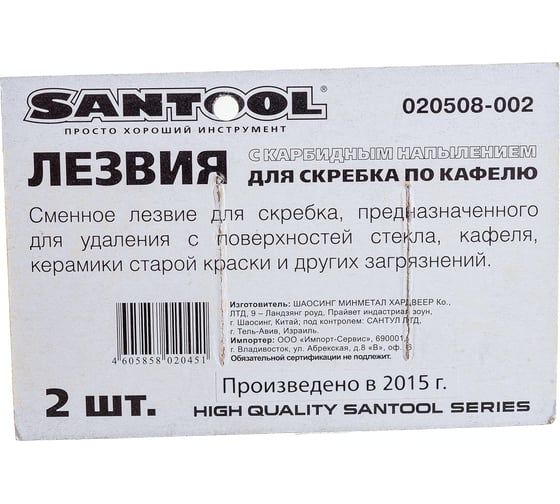 SANTOOL®
ПРОСТО ХОРОШИЙ ИНСТРУМЕНТ
020508-002
ЛЕЗВИЯ
С КАРБИДНЫМ НАПЫЛЕНИЕМ
ДЛЯ СКРЕБКА ПО КАФЕЛЮ
Сменное лезвие для скребка, предназначенного
для удаления с поверхностей стекла, кафеля,
керамики старой краски и других загрязнений.
Изготовитель: ШАОСИНГ МИНМЕТАЛ ХАРДВЕЕР Ко.,
ЛТД, 9 – Ландзянг роуд, Прайвет индастриал зоун,
г. Шаосинг, Китай; под контролем: САНТУЛ ЛТД,
г. Тель-Авив, Израиль.
Импортер: ООО «Импорт-Сервис», 690001,
г. Владивосток, ул. Абрекская, д.8 «В», оф.
Обязательной сертификации не подлежит.
4 605858 020451
Произведено в 2015 г.
2 шт.
HIGH QUALITY SANTOOL SERIES